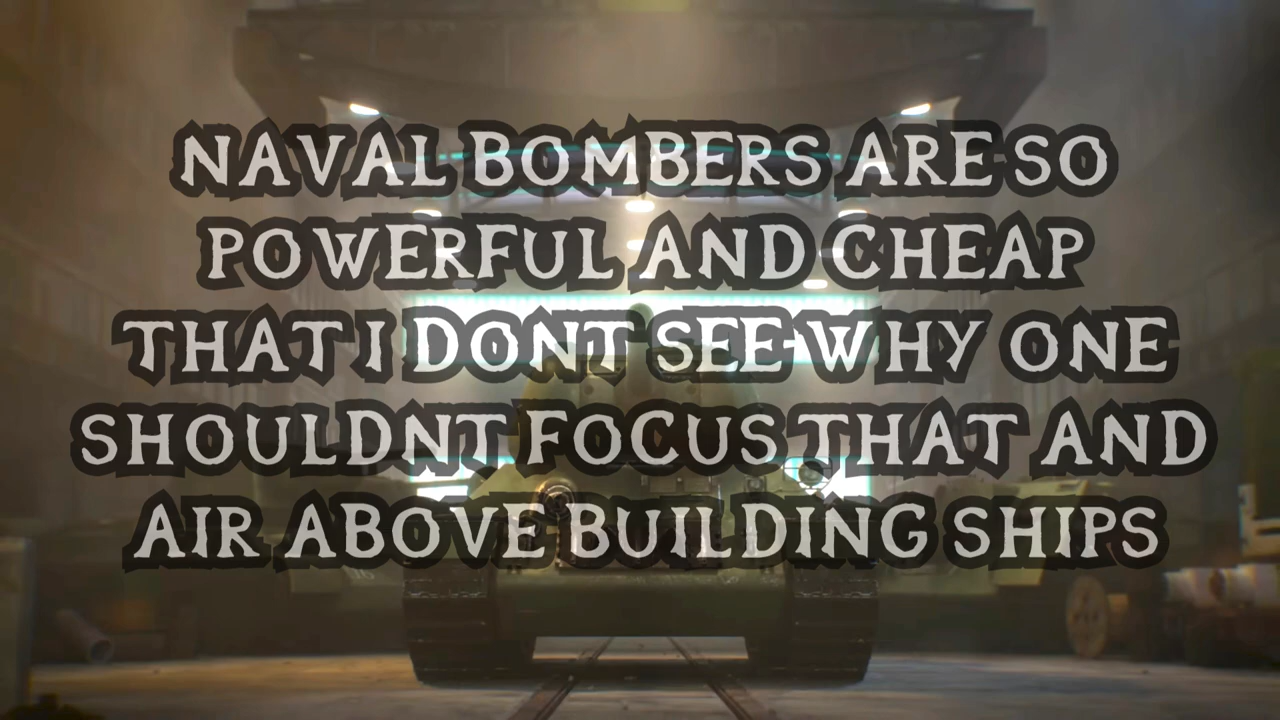 NAVAL BOMBERS ARE SO
POWERFUL AND CHEAP
THAT I DONT SEE WHY ONE
SHOULDNT FOCUS THAT AND
AIR ABOVE BUILDING SHIPS